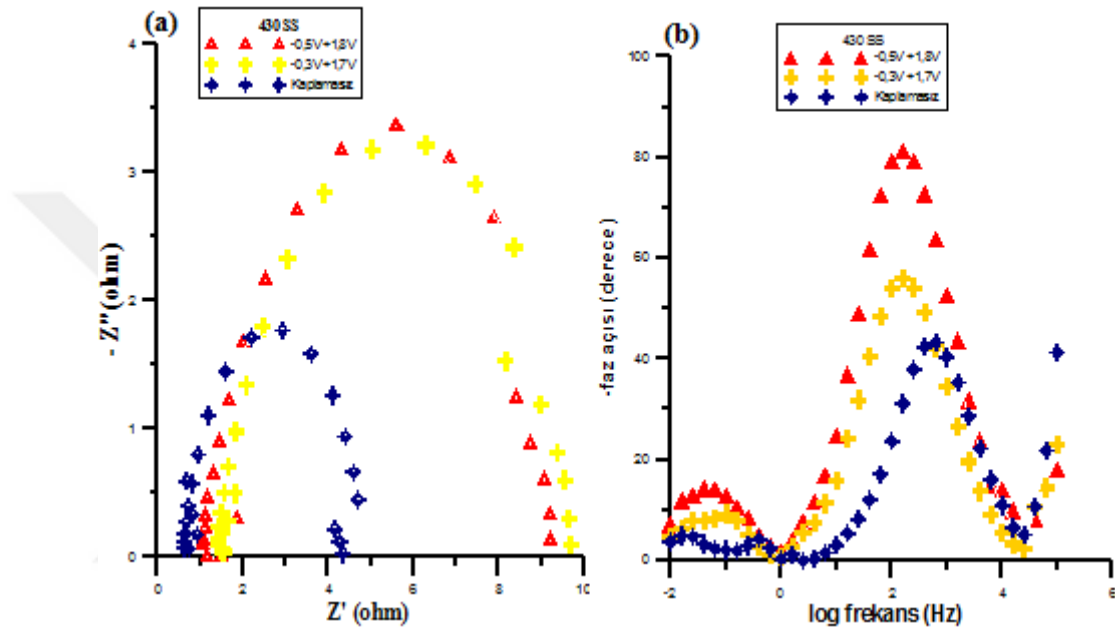 (a)
430SS
-0,5V+1,8V
-0,3V+1,7V
Kaplamasız
4
3
2
1
0
- Z'' (ohm)
0
2
4
6
8
10
Z' (ohm)
(b)
430 SS
-0,5V+1,8V
-0,3V+1,7V
Kaplamasız
100
80
60
40
20
0
-faz açısı (derece)
-2
0
2
4
6
log frekans (Hz)